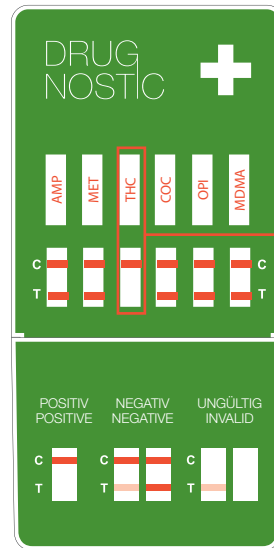 DRUG
NOSTIC
AMP MET THC COC OPI MDMA
C C
T T
POSITIV NEGATIV UNGÜLTIG
POSITIVE NEGATIVE INVALID
C C C
T T T